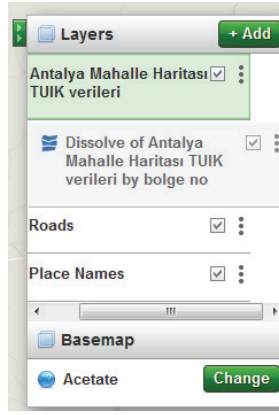 Layers
+ Add
Antalya Mahalle Haritası
TUIK verileri
Dissolve of Antalya
Mahalle Haritası TUIK
verileri by bolge no
Roads
Place Names
Basemap
Acetate
Change